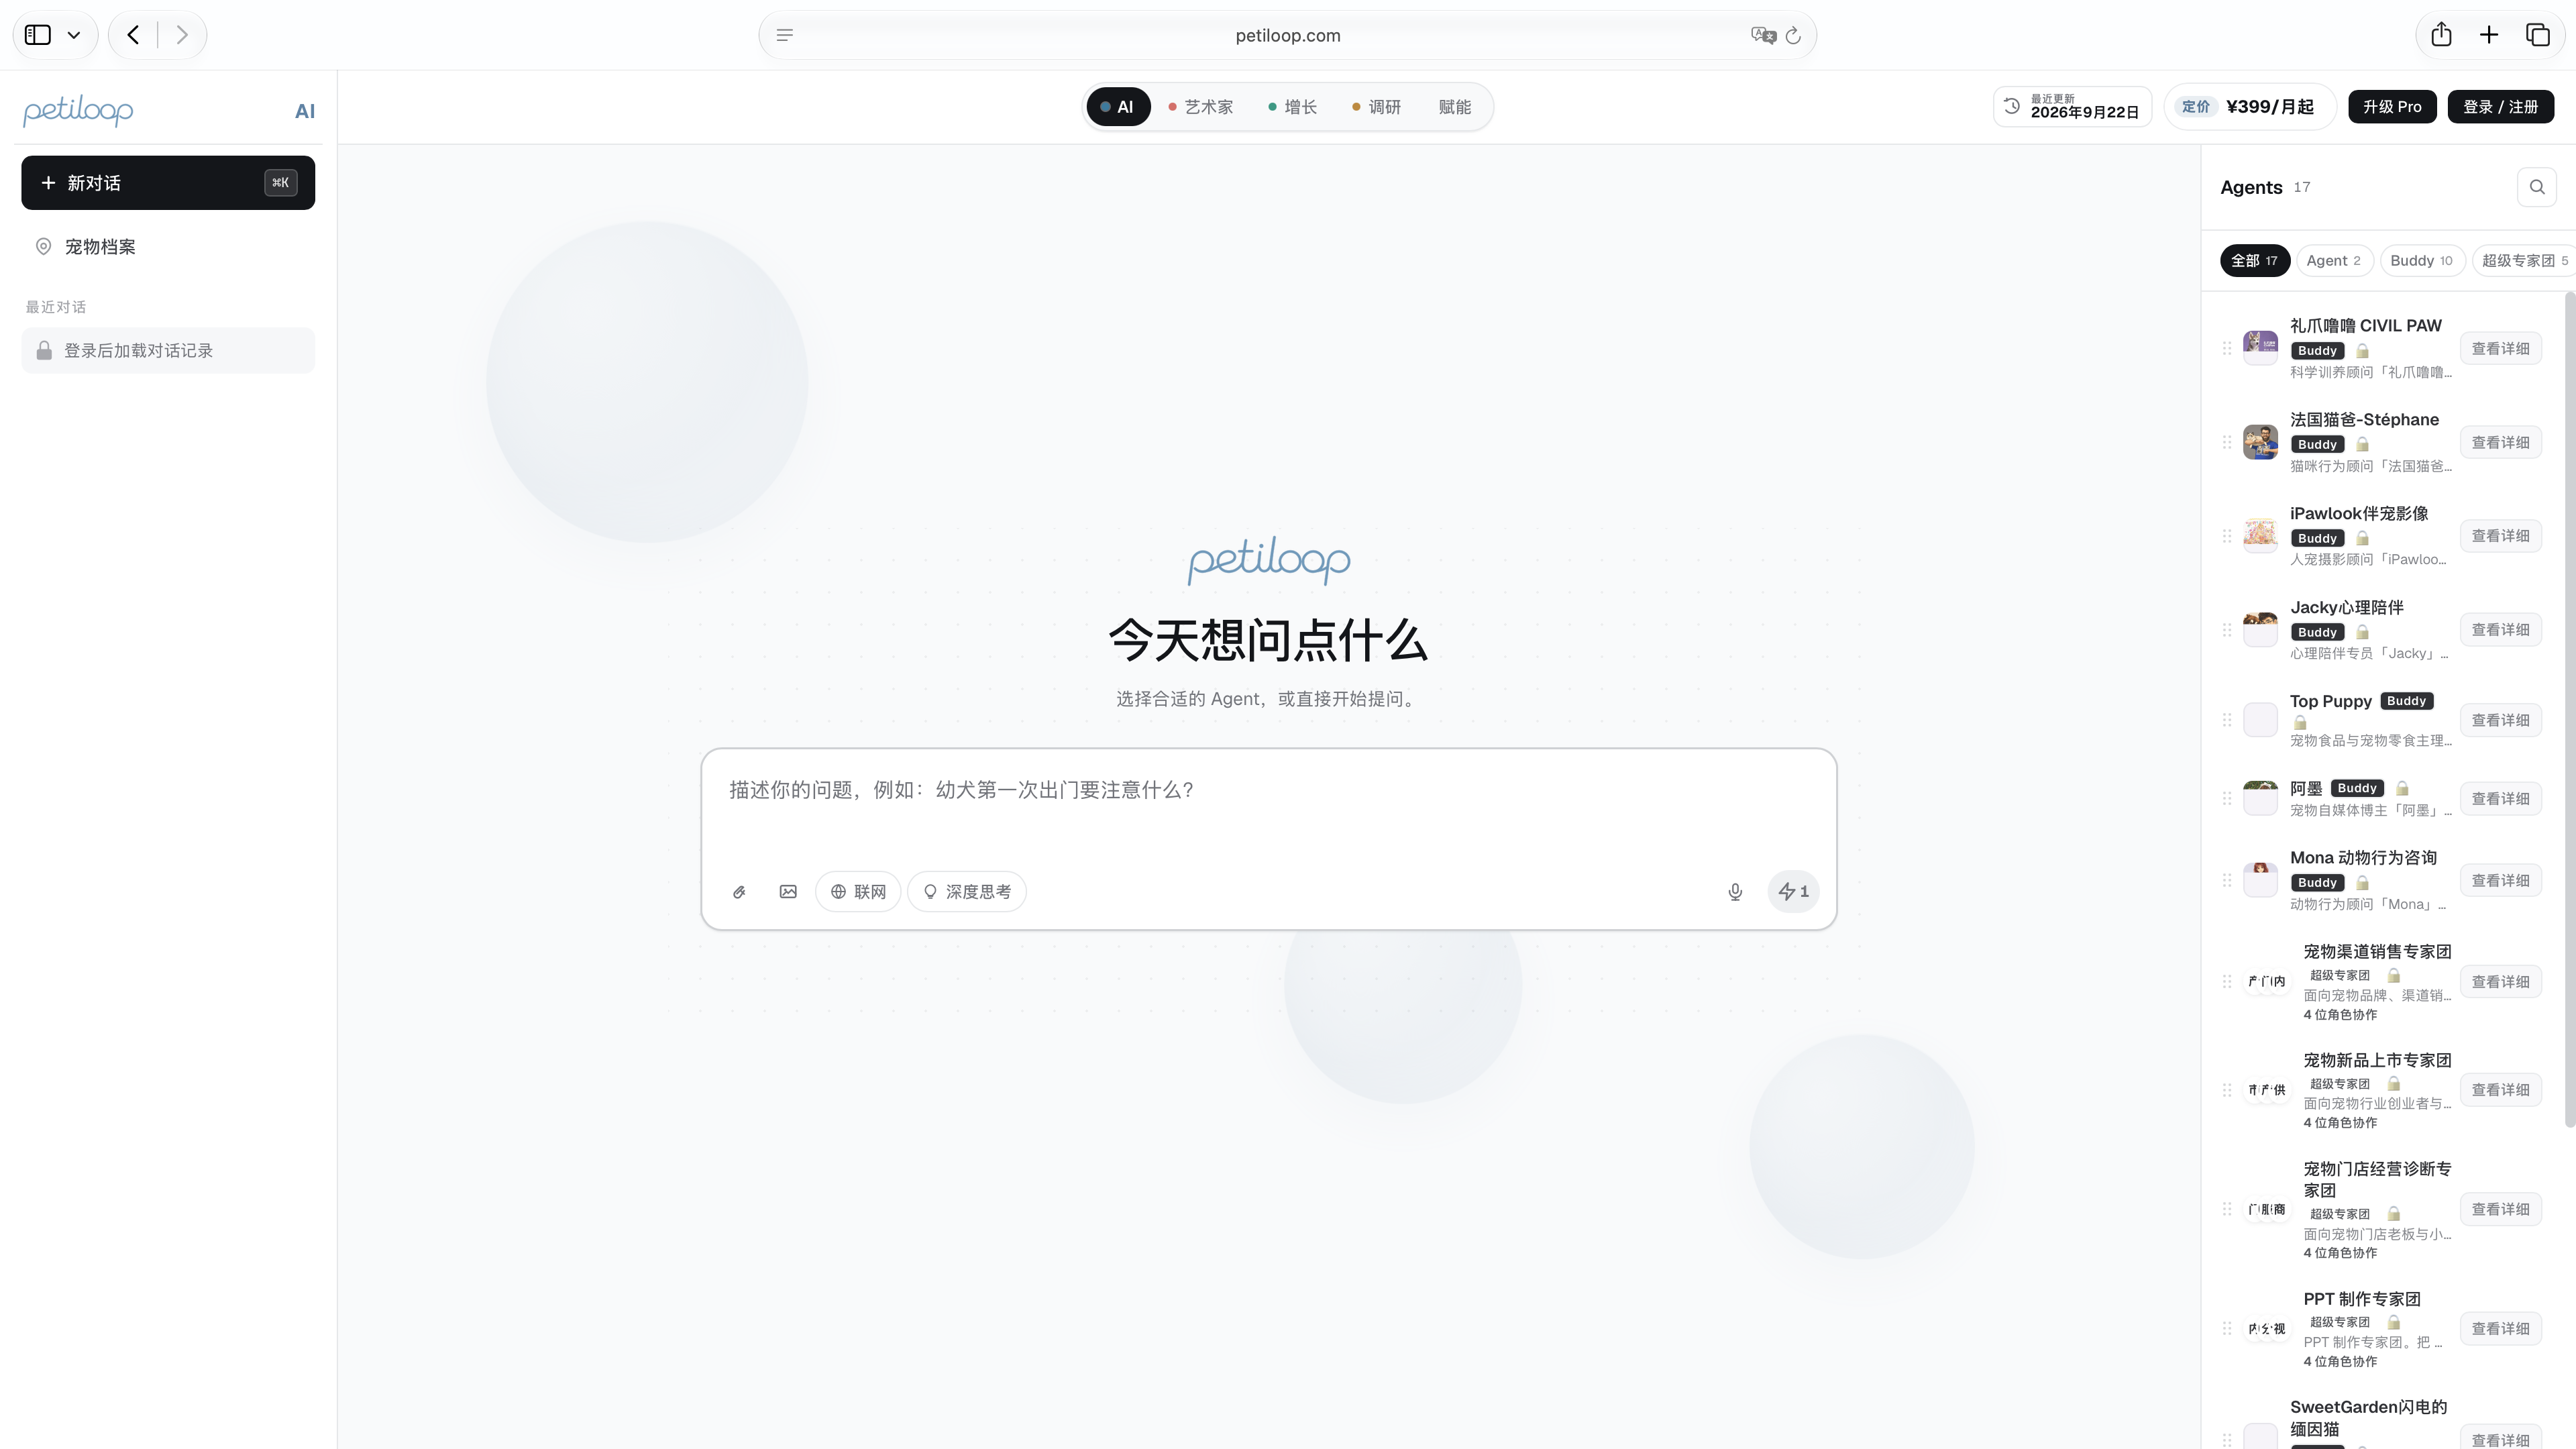 petiloop.com
petiloop
AI
AI
艺术家
增长
调研
赋能
最近更新
2026年9月22日
定价 ¥399/月起
升级 Pro
登录 / 注册
+ 新对话 ⌘K
宠物档案
最近对话
登录后加载对话记录
petiloop
今天想问点什么
选择合适的 Agent，或直接开始提问。
描述你的问题，例如：幼犬第一次出门要注意什么？
联网
深度思考
1
Agents 17
全部 17
Agent 2
Buddy 10
超级专家团 5
礼爪噜噜 CIVIL PAW
Buddy
科学训养顾问「礼爪噜噜...
查看详细
法国猫爸-Stéphane
Buddy
猫咪行为顾问「法国猫爸...
查看详细
iPawlook伴宠影像
Buddy
人宠摄影顾问「iPawloo...
查看详细
Jacky心理陪伴
Buddy
心理陪伴专员「Jacky」...
查看详细
Top Puppy Buddy
宠物食品与宠物零食主理...
查看详细
阿墨 Buddy
宠物自媒体博主「阿墨」...
查看详细
Mona 动物行为咨询
Buddy
动物行为顾问「Mona」...
查看详细
宠物渠道销售专家团
超级专家团
面向宠物品牌、渠道销...
4 位角色协作
查看详细
宠物新品上市专家团
超级专家团
面向宠物行业创业者与...
4 位角色协作
查看详细
宠物门店经营诊断专
家团
超级专家团
面向宠物门店老板与小...
4 位角色协作
查看详细
PPT 制作专家团
超级专家团
PPT 制作专家团。把 ...
4 位角色协作
查看详细
SweetGarden闪电的
缅因猫
查看详细